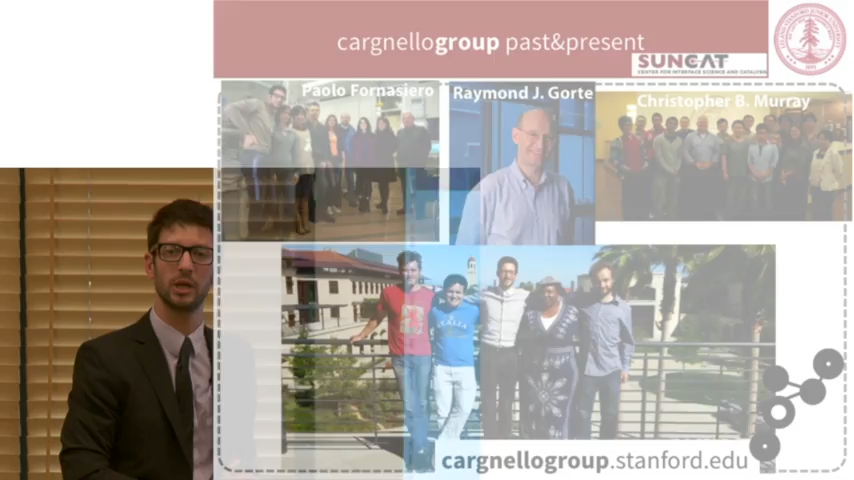 cargnellogroup past&present
SUNCAT
CENTER FOR INTERFACE SCIENCE AND CATALYSIS
Paolo Fornasiero
Raymond J. Gorte
Christopher B. Murray
cargnellogroup.stanford.edu